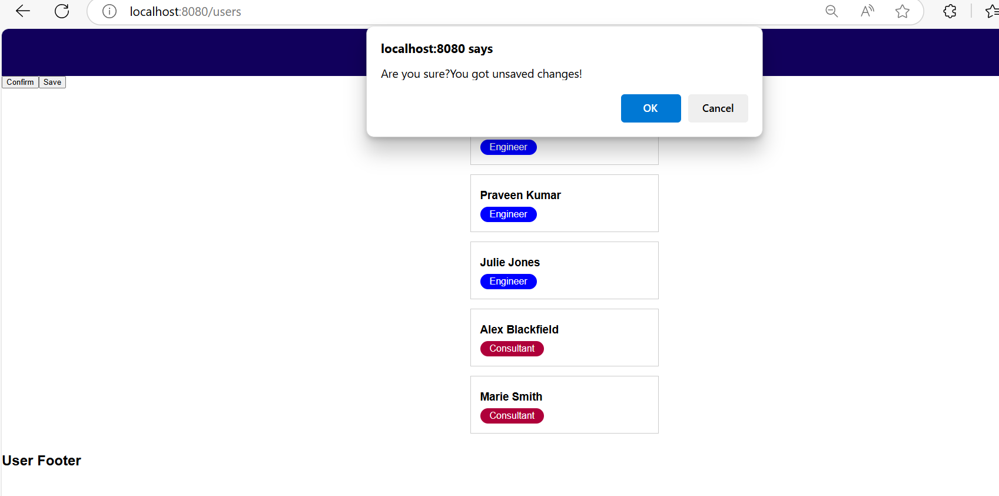 localhost:8080/users
localhost:8080 says
Are you sure?You got unsaved changes!
OK Cancel
Confirm Save
Engineer
Praveen Kumar
Engineer
Julie Jones
Engineer
Alex Blackfield
Consultant
Marie Smith
Consultant
User Footer